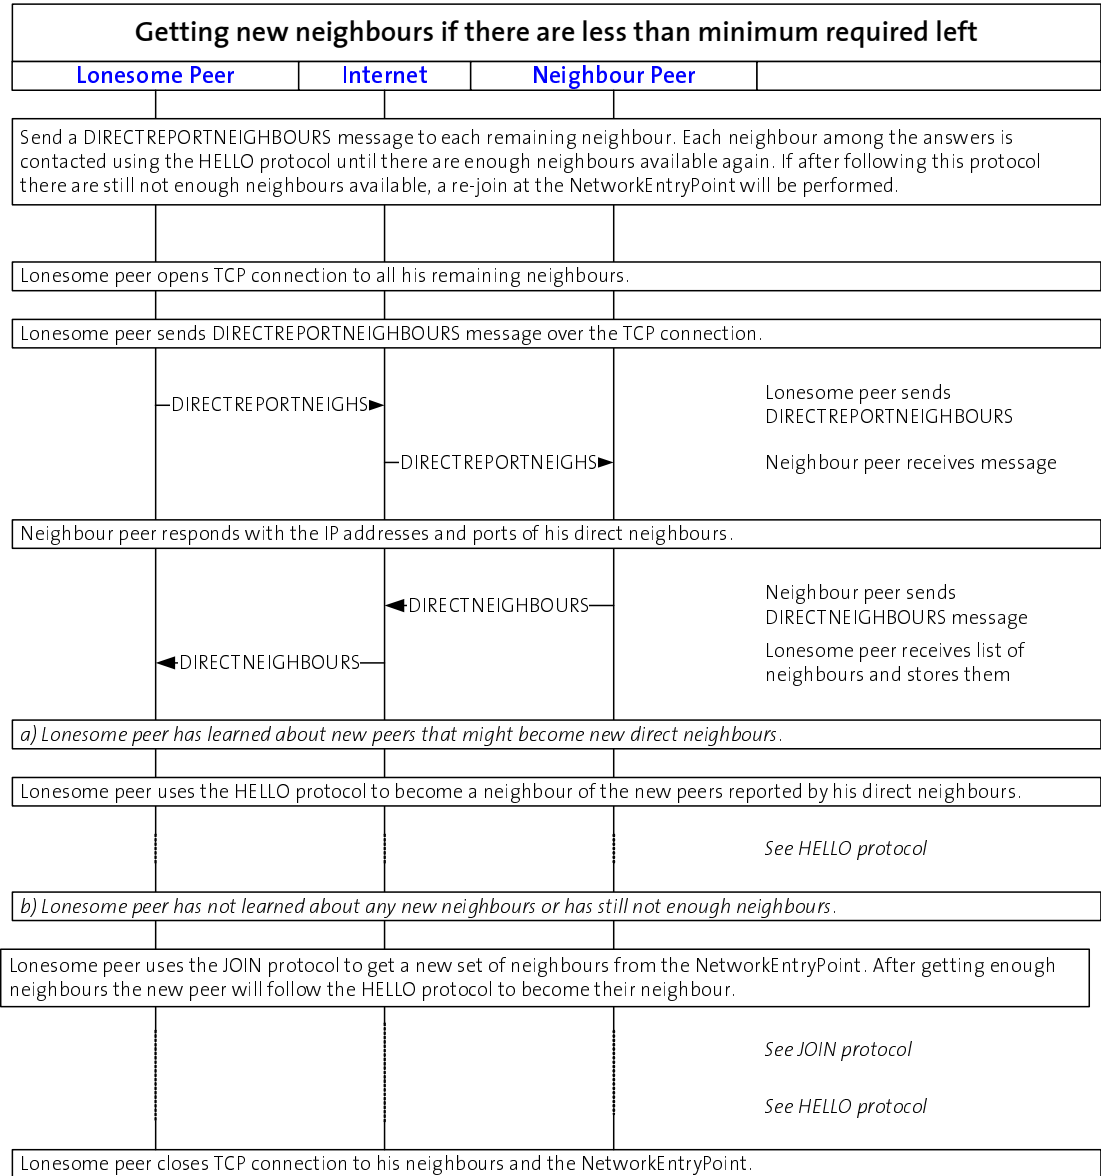 Getting new neighbours if there are less than minimum required left
Lonesome Peer Internet Neighbour Peer
Send a DIRECTREPORTNEIGHBOURS message to each remaining neighbour. Each neighbour among the answers is
contacted using the HELLO protocol until there are enough neighbours available again. If after following this protocol
there are still not enough neighbours available, a re-join at the NetworkEntryPoint will be performed.
Lonesome peer opens TCP connection to all his remaining neighbours.
Lonesome peer sends DIRECTREPORTNEIGHBOURS message over the TCP connection.
Lonesome peer sends
DIRECTREPORTNEIGHS
DIRECTREPORTNEIGHBOURS
DIRECTREPORTNEIGHS Neighbour peer receives message
Neighbour peer responds with the IP addresses and ports of his direct neighbours.
Neighbour peer sends
DIRECTNEIGHBOURS
DIRECTNEIGHBOURS message
Lonesome peer receives list of
DIRECTNEIGHBOURS
neighbours and stores them
a) Lonesome peer has learned about new peers that might become new direct neighbours.
Lonesome peer uses the HELLO protocol to become a neighbour of the new peers reported by his direct neighbours.
See HELLO protocol
b) Lonesome peer has not learned about any new neighbours or has still not enough neighbours.
Lonesome peer uses the JOIN protocol to get a new set of neighbours from the NetworkEntryPoint. After getting enough
neighbours the new peer will follow the HELLO protocol to become their neighbour.
See JOIN protocol
See HELLO protocol
Lonesome peer closes TCP connection to his neighbours and the NetworkEntryPoint.